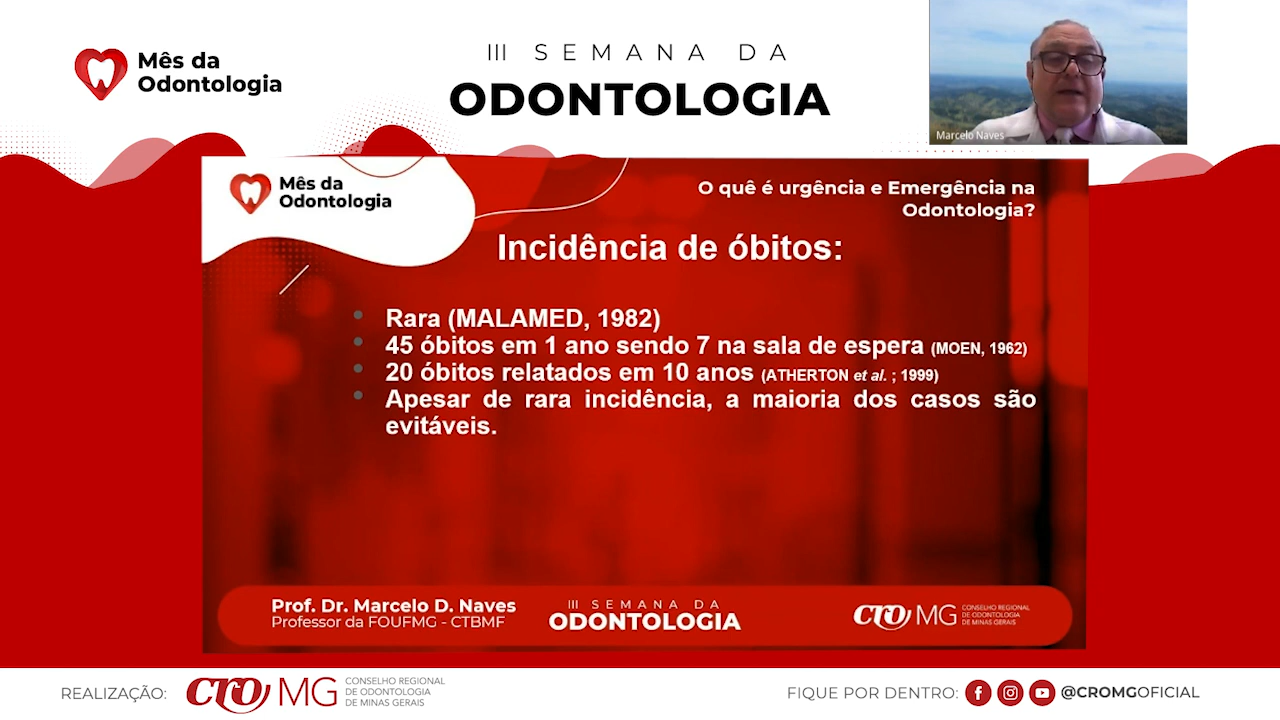 Mês da
Odontologia
III SEMANA DA
ODONTOLOGIA
Marcelo Naves
Mês da
Odontologia
O quê é urgência e Emergência na
Odontologia?
Incidência de óbitos:
• Rara (MALAMED, 1982)
• 45 óbitos em 1 ano sendo 7 na sala de espera (MOEN, 1962)
• 20 óbitos relatados em 10 anos (ATHERTON et al. ; 1999)
• Apesar de rara incidência, a maioria dos casos são
evitáveis.
Prof. Dr. Marcelo D. Naves
Professor da FOUFMG - CTBMF
III SEMANA DA
ODONTOLOGIA
CRO MG
CONSELHO REGIONAL
DE ODONTOLOGIA
DE MINAS GERAIS
REALIZAÇÃO:
CRO MG
CONSELHO REGIONAL
DE ODONTOLOGIA
DE MINAS GERAIS
FIQUE POR DENTRO:
@CROMGOFICIAL